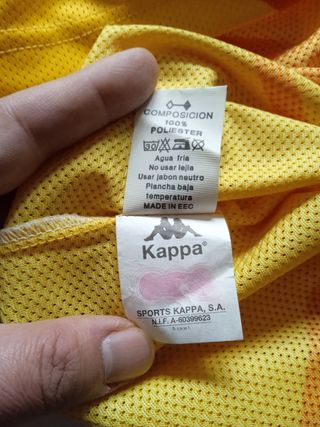 COMPOSICION
100%
POLIESTER
30
Agua fria
No usar lejia
Usar jabon neutro
Plancha baja
temperatura
MADE IN EEC
Kappa®
SPORTS KAPPA, S.A.
N.I.F. A-60399623